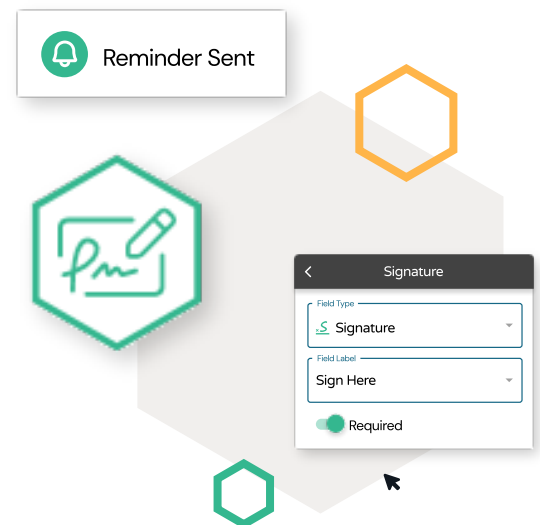 Reminder Sent
Signature
Field Type
Signature
Field Label
Sign Here
Required